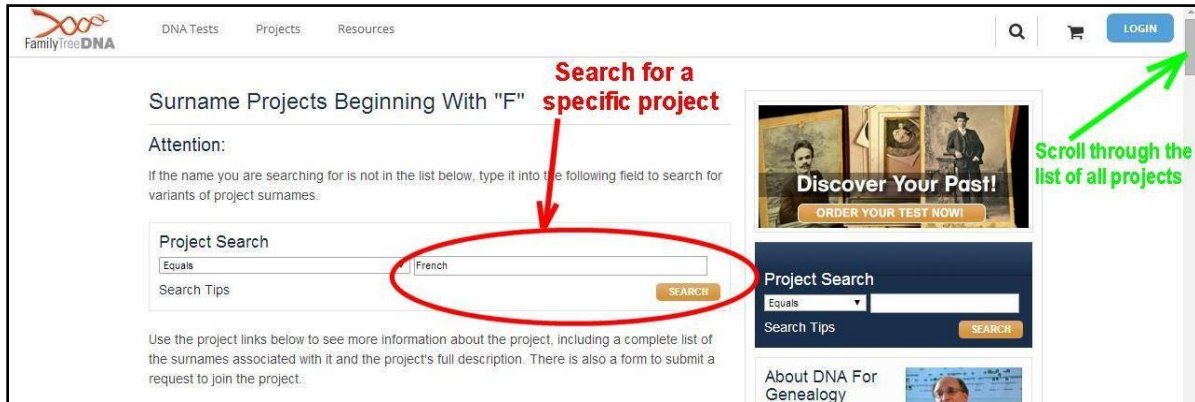 FamilyTreeDNA
DNA Tests Projects Resources
LOGIN
Search for a
specific project
Surname Projects Beginning With "F"
Attention:
If the name you are searching for is not in the list below, type it into the following field to search for
variants of project surnames.
Project Search
Equals French
Search Tips SEARCH
Use the project links below to see more information about the project, including a complete list of
the surnames associated with it and the project's full description. There is also a form to submit a
request to join the project.
Discover Your Past!
ORDER YOUR TEST NOW!
Scroll through the
list of all projects
Project Search
Equals
Search Tips SEARCH
About DNA For
Genealogy